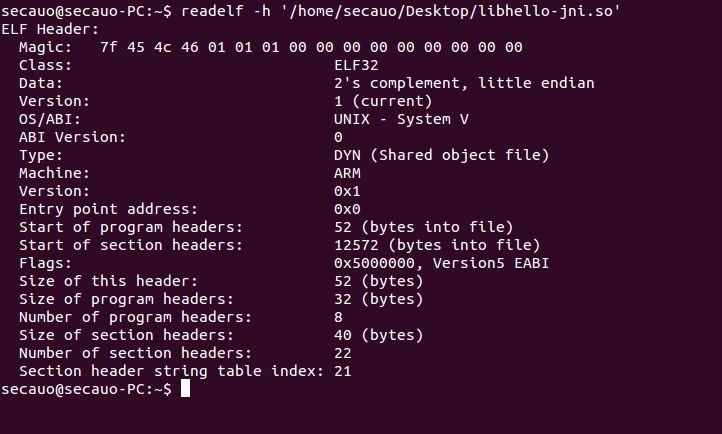 secauo@secauo-PC:~$ readelf -h '/home/secauo/Desktop/libhello-jni.so'
ELF Header:
  Magic:   7f 45 4c 46 01 01 01 00 00 00 00 00 00 00 00 00
  Class:                             ELF32
  Data:                              2's complement, little endian
  Version:                           1 (current)
  OS/ABI:                            UNIX - System V
  ABI Version:                       0
  Type:                              DYN (Shared object file)
  Machine:                           ARM
  Version:                           0x1
  Entry point address:               0x0
  Start of program headers:          52 (bytes into file)
  Start of section headers:          12572 (bytes into file)
  Flags:                             0x5000000, Version5 EABI
  Size of this header:               52 (bytes)
  Size of program headers:           32 (bytes)
  Number of program headers:         8
  Size of section headers:           40 (bytes)
  Number of section headers:         22
  Section header string table index: 21
secauo@secauo-PC:~$